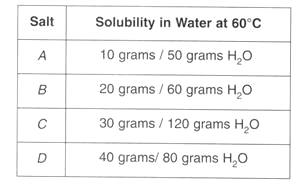 Salt Solubility in Water at 60°C
A 10 grams / 50 grams H₂O
B 20 grams / 60 grams H₂O
C 30 grams / 120 grams H₂O
D 40 grams/ 80 grams H₂O